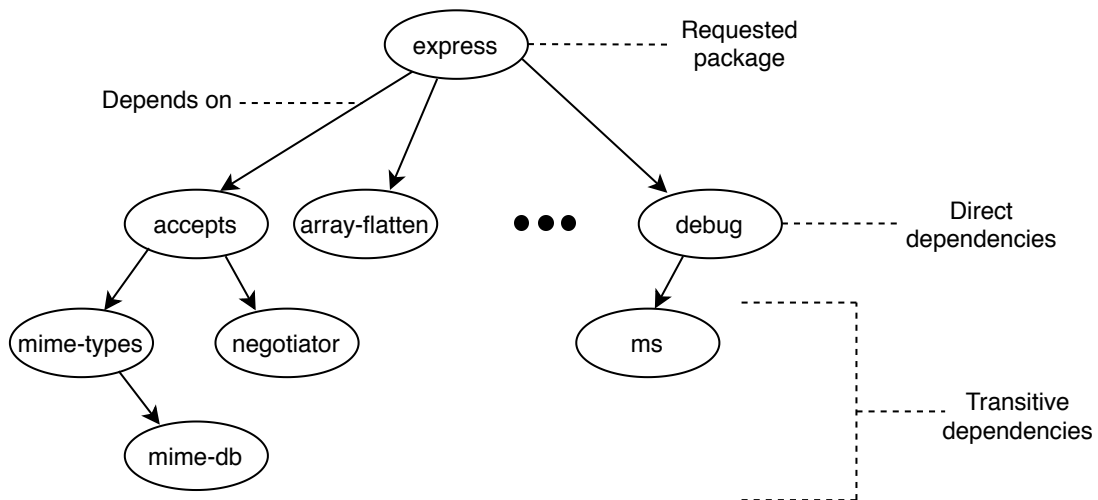 express
Requested
package
Depends on
accepts
array-flatten
debug
Direct
dependencies
mime-types
negotiator
ms
Transitive
dependencies
mime-db